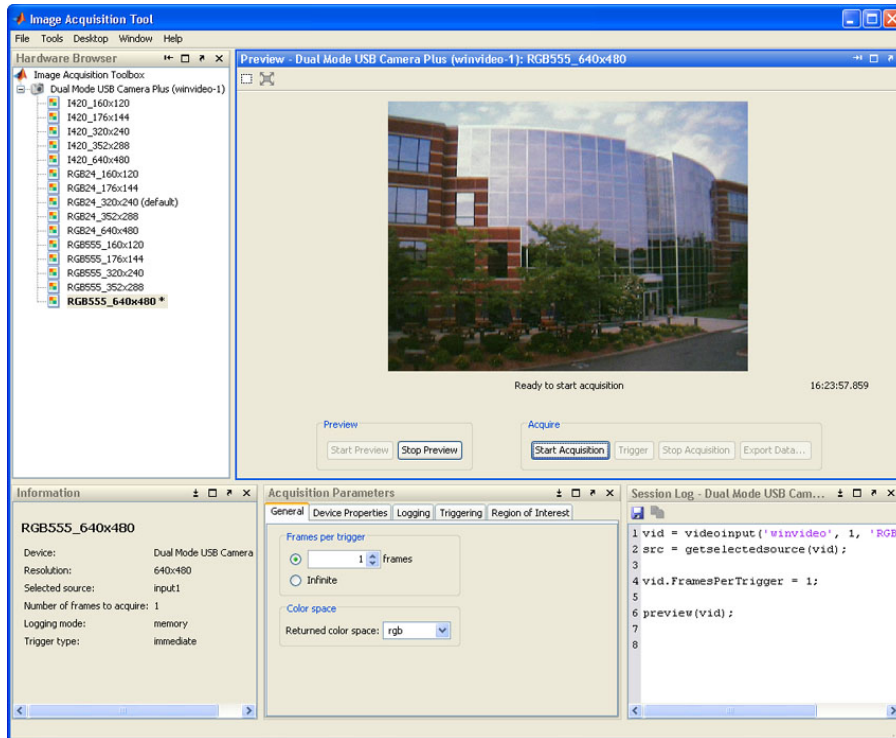 Image Acquisition Tool
File Tools Desktop Window Help
Hardware Browser
Image Acquisition Toolbox
Dual Mode USB Camera Plus (winvideo-1)
I420_160x120
I420_176x144
I420_320x240
I420_352x288
I420_640x480
RGB24_160x120
RGB24_176x144
RGB24_320x240 (default)
RGB24_352x288
RGB24_640x480
RGB555_160x120
RGB555_176x144
RGB555_320x240
RGB555_352x288
RGB555_640x480 *
Preview - Dual Mode USB Camera Plus (winvideo-1): RGB555_640x480
Ready to start acquisition 16:23:57.859
Preview
Start Preview Stop Preview
Acquire
Start Acquisition Trigger Stop Acquisition Export Data...
Information
RGB555_640x480
Device: Dual Mode USB Camera
Resolution: 640x480
Selected source: input1
Number of frames to acquire: 1
Logging mode: memory
Trigger type: immediate
Acquisition Parameters
General Device Properties Logging Triggering Region of Interest
Frames per trigger
1 frames
Infinite
Color space
Returned color space: rgb
Session Log - Dual Mode USB Cam...
1 vid = videoinput('winvideo', 1, 'RGB
2 src = getselectedsource(vid);
3
4 vid.FramesPerTrigger = 1;
5
6 preview(vid);
7
8